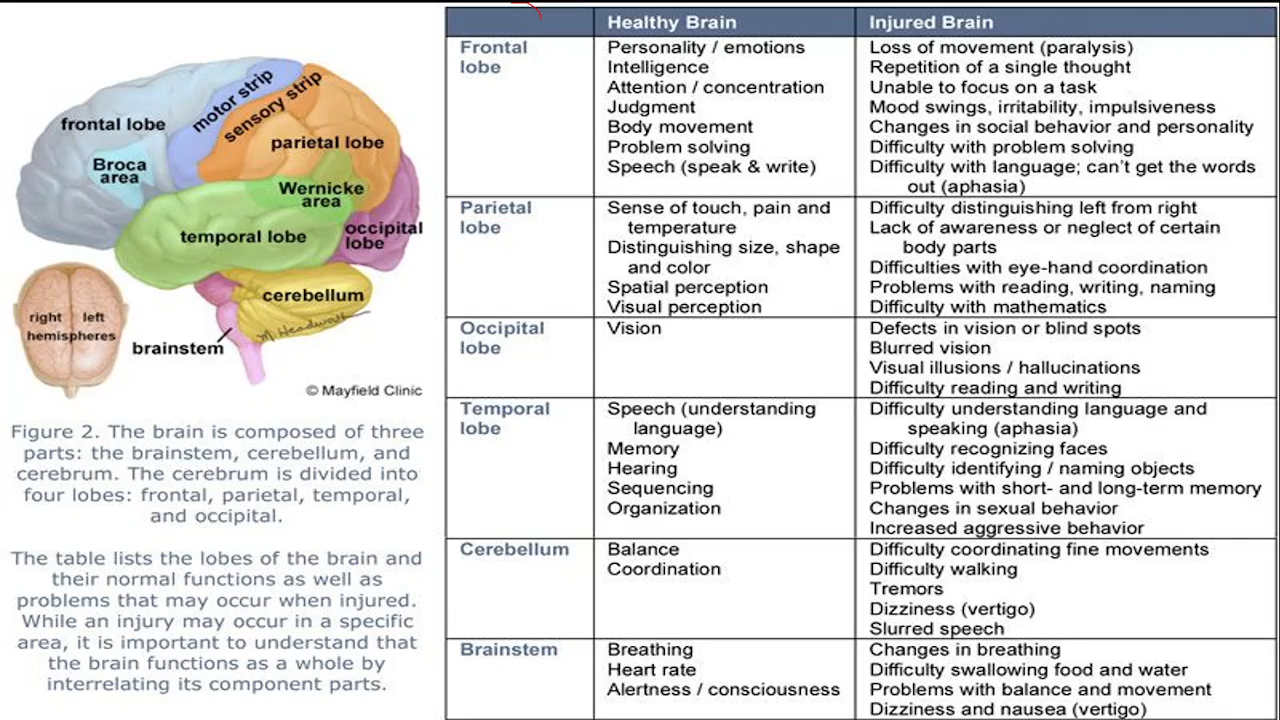 frontal lobe
motor strip
sensory strip
parietal lobe
Broca
area
Wernicke
area
temporal lobe
occipital
lobe
cerebellum
M. Headworth
right left
hemispheres
brainstem
© Mayfield Clinic
Figure 2. The brain is composed of three
parts: the brainstem, cerebellum, and
cerebrum. The cerebrum is divided into
four lobes: frontal, parietal, temporal,
and occipital.
The table lists the lobes of the brain and
their normal functions as well as
problems that may occur when injured.
While an injury may occur in a specific
area, it is important to understand that
the brain functions as a whole by
interrelating its component parts.
Healthy Brain
Injured Brain
Frontal
lobe
Personality / emotions
Intelligence
Attention / concentration
Judgment
Body movement
Problem solving
Speech (speak & write)
Loss of movement (paralysis)
Repetition of a single thought
Unable to focus on a task
Mood swings, irritability, impulsiveness
Changes in social behavior and personality
Difficulty with problem solving
Difficulty with language; can't get the words
out (aphasia)
Parietal
lobe
Sense of touch, pain and
temperature
Distinguishing size, shape
and color
Spatial perception
Visual perception
Difficulty distinguishing left from right
Lack of awareness or neglect of certain
body parts
Difficulties with eye-hand coordination
Problems with reading, writing, naming
Difficulty with mathematics
Occipital
lobe
Vision
Defects in vision or blind spots
Blurred vision
Visual illusions / hallucinations
Difficulty reading and writing
Temporal
lobe
Speech (understanding
language)
Memory
Hearing
Sequencing
Organization
Difficulty understanding language and
speaking (aphasia)
Difficulty recognizing faces
Difficulty identifying / naming objects
Problems with short- and long-term memory
Changes in sexual behavior
Increased aggressive behavior
Cerebellum
Balance
Coordination
Difficulty coordinating fine movements
Difficulty walking
Tremors
Dizziness (vertigo)
Slurred speech
Brainstem
Breathing
Heart rate
Alertness / consciousness
Changes in breathing
Difficulty swallowing food and water
Problems with balance and movement
Dizziness and nausea (vertigo)